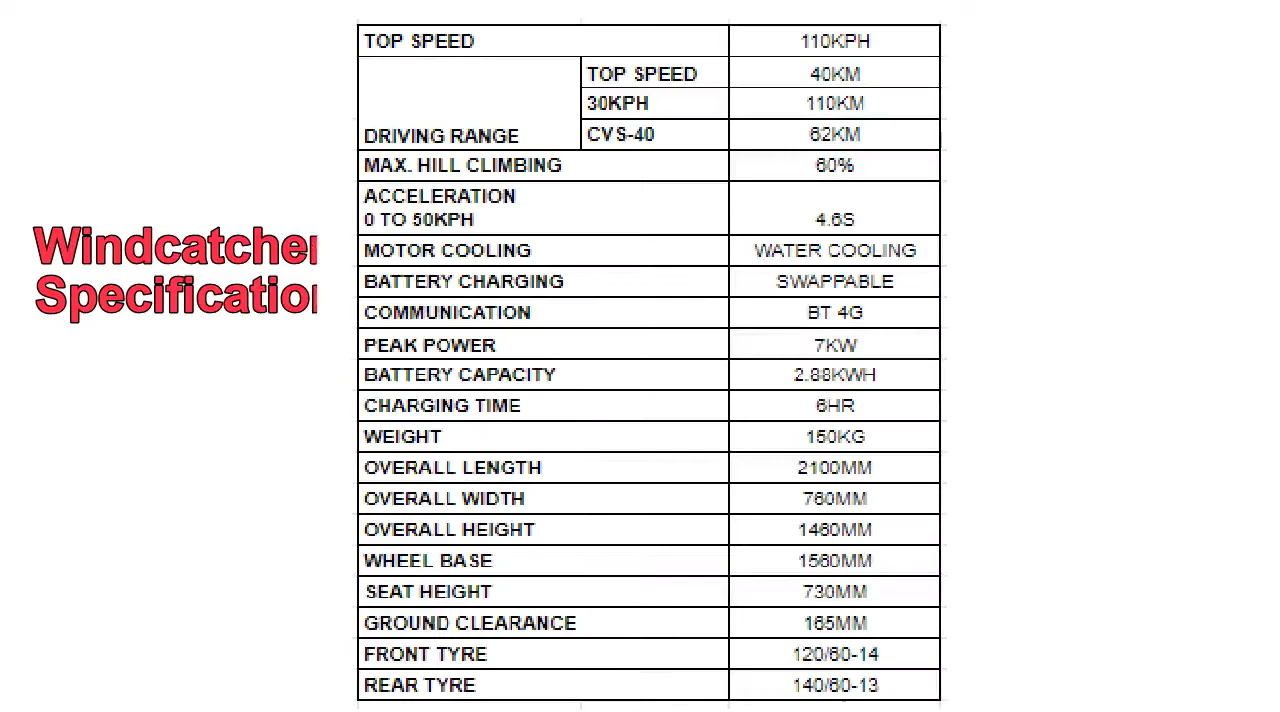 Windcatcher
Specification
TOP SPEED 110KPH
TOP SPEED 40KM
30KPH 110KM
DRIVING RANGE CVS-40 62KM
MAX. HILL CLIMBING 60%
ACCELERATION
0 TO 50KPH 4.6S
MOTOR COOLING WATER COOLING
BATTERY CHARGING SWAPPABLE
COMMUNICATION BT 4G
PEAK POWER 7KW
BATTERY CAPACITY 2.88KWH
CHARGING TIME 6HR
WEIGHT 150KG
OVERALL LENGTH 2100MM
OVERALL WIDTH 760MM
OVERALL HEIGHT 1460MM
WHEEL BASE 1560MM
SEAT HEIGHT 730MM
GROUND CLEARANCE 165MM
FRONT TYRE 120/60-14
REAR TYRE 140/60-13